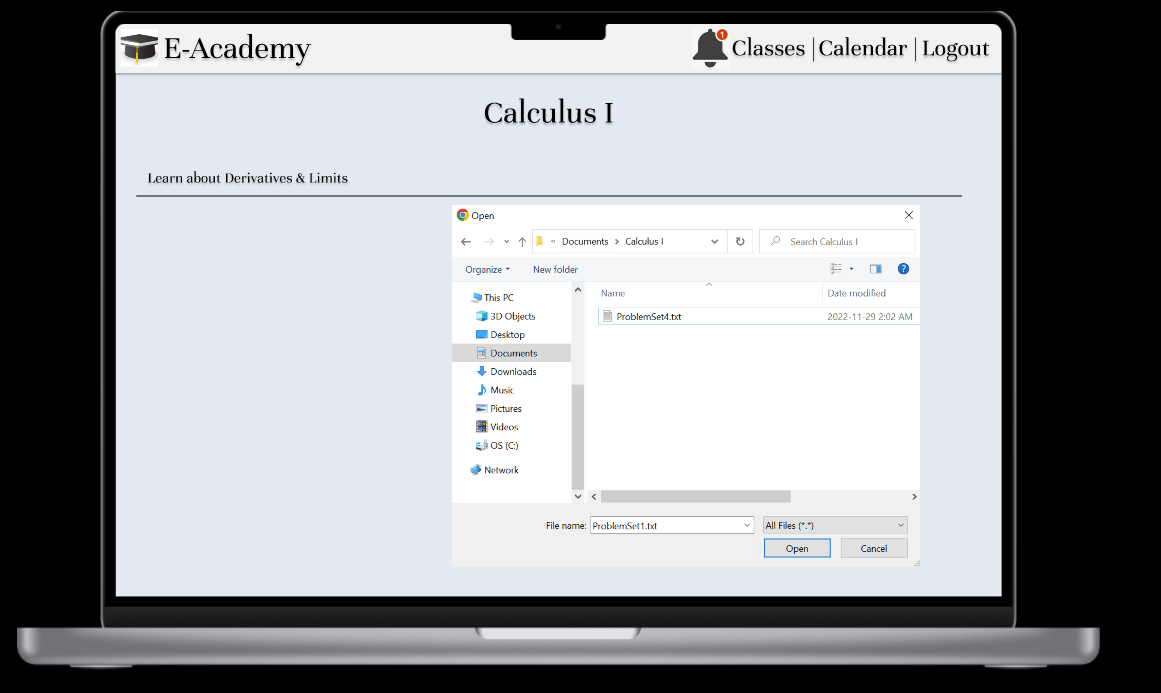 E-Academy
1
Classes |Calendar |Logout
Calculus I
Learn about Derivatives & Limits
Open
« Documents > Calculus I
Search Calculus I
Organize
New folder
?
Name
Date modified
This PC
3D Objects
Desktop
Documents
Downloads
Music
Pictures
Videos
OS (C:)
Network
ProblemSet4.txt
2022-11-29 2:02 AM
File name:
ProblemSet1.txt
All Files (*.*)
Open
Cancel